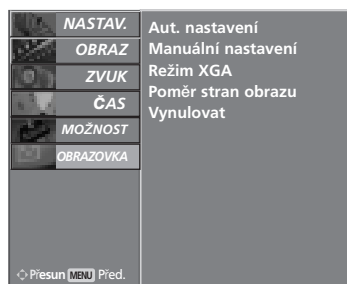 NASTAV.
OBRAZ
ZVUK
ČAS
MOŽNOST
OBRAZOVKA
Přesun MENU Před.
Aut. nastavení
Manuální nastavení
Režim XGA
Poměr stran obrazu
Vynulovat